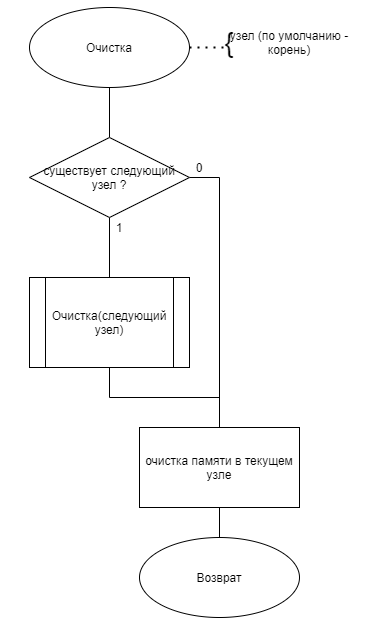 Очистка
узел (по умолчанию -
корень)
существует следующий
узел ?
0
1
Очистка(следующий
узел)
очистка памяти в текущем
узле
Возврат